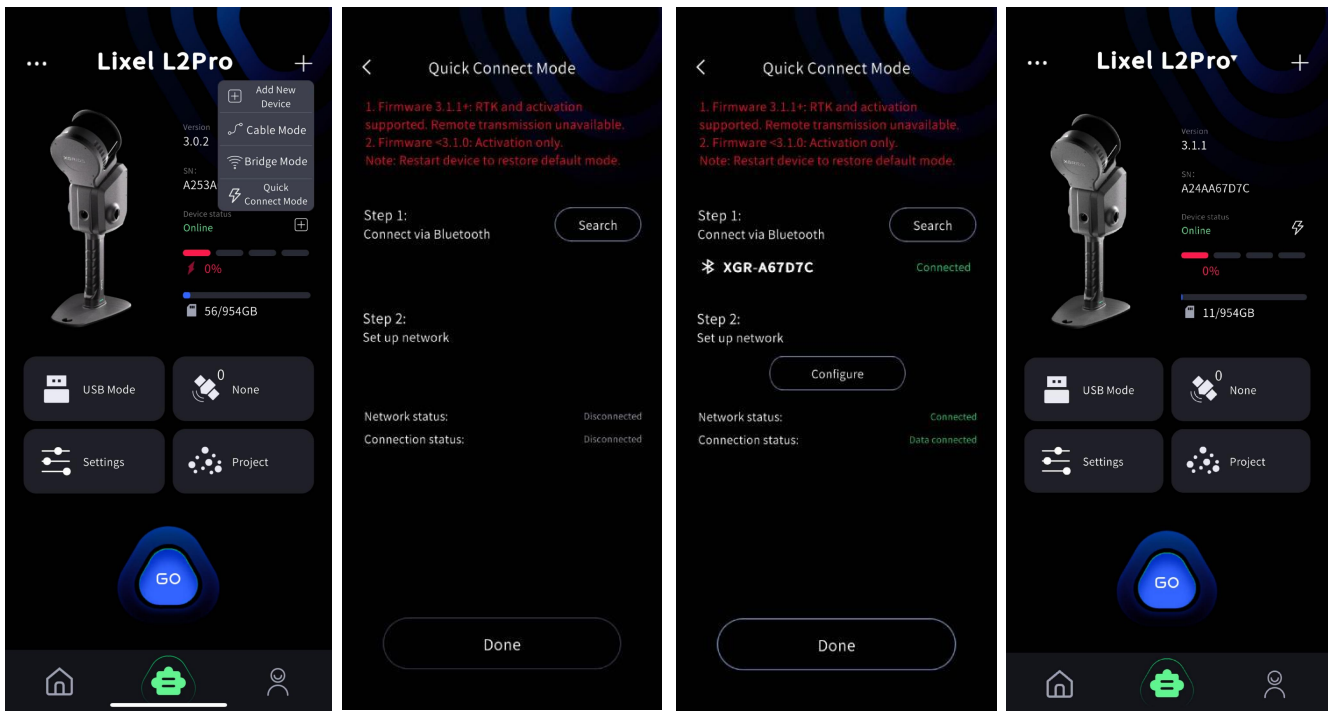 ...
Lixel L2Pro
+
Add New
Device
Cable Mode
Bridge Mode
Quick
Connect Mode
Version
3.0.2
SN:
A253A
Device status
Online
0%
56/954GB
USB Mode
0
None
Settings
Project
GO
Quick Connect Mode
1. Firmware 3.1.1+: RTK and activation
supported. Remote transmission unavailable.
2. Firmware <3.1.0: Activation only.
Note: Restart device to restore default mode.
Step 1:
Connect via Bluetooth
Search
Step 2:
Set up network
Network status:
Disconnected
Connection status:
Disconnected
Done
Quick Connect Mode
1. Firmware 3.1.1+: RTK and activation
supported. Remote transmission unavailable.
2. Firmware <3.1.0: Activation only.
Note: Restart device to restore default mode.
Step 1:
Connect via Bluetooth
Search
XGR-A67D7C
Connected
Step 2:
Set up network
Configure
Network status:
Connected
Connection status:
Data connected
Done
...
Lixel L2Pro
+
Version
3.1.1
SN:
A24AA67D7C
Device status
Online
0%
11/954GB
USB Mode
0
None
Settings
Project
GO